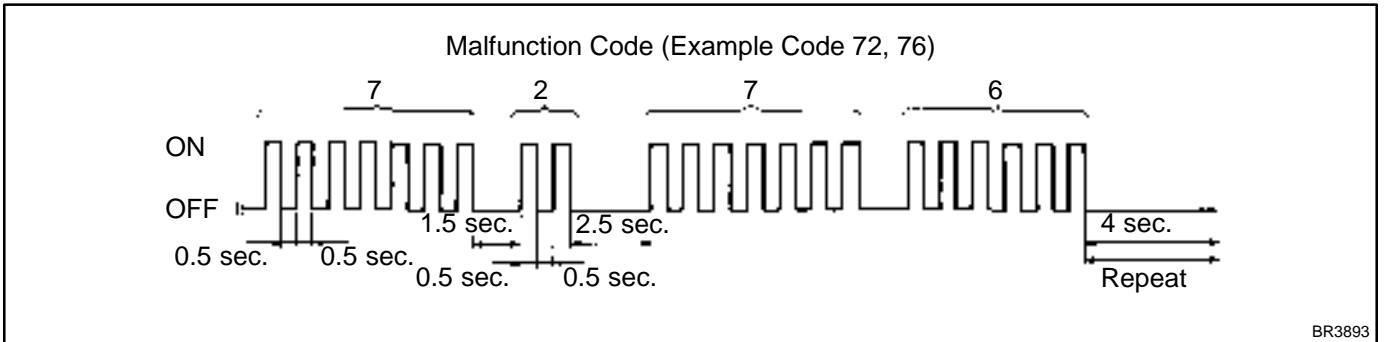 Malfunction Code (Example Code 72, 76)
7 2 7 6
ON
OFF
1.5 sec. 2.5 sec. 4 sec.
0.5 sec. 0.5 sec.
0.5 sec. 0.5 sec.
Repeat
BR3893